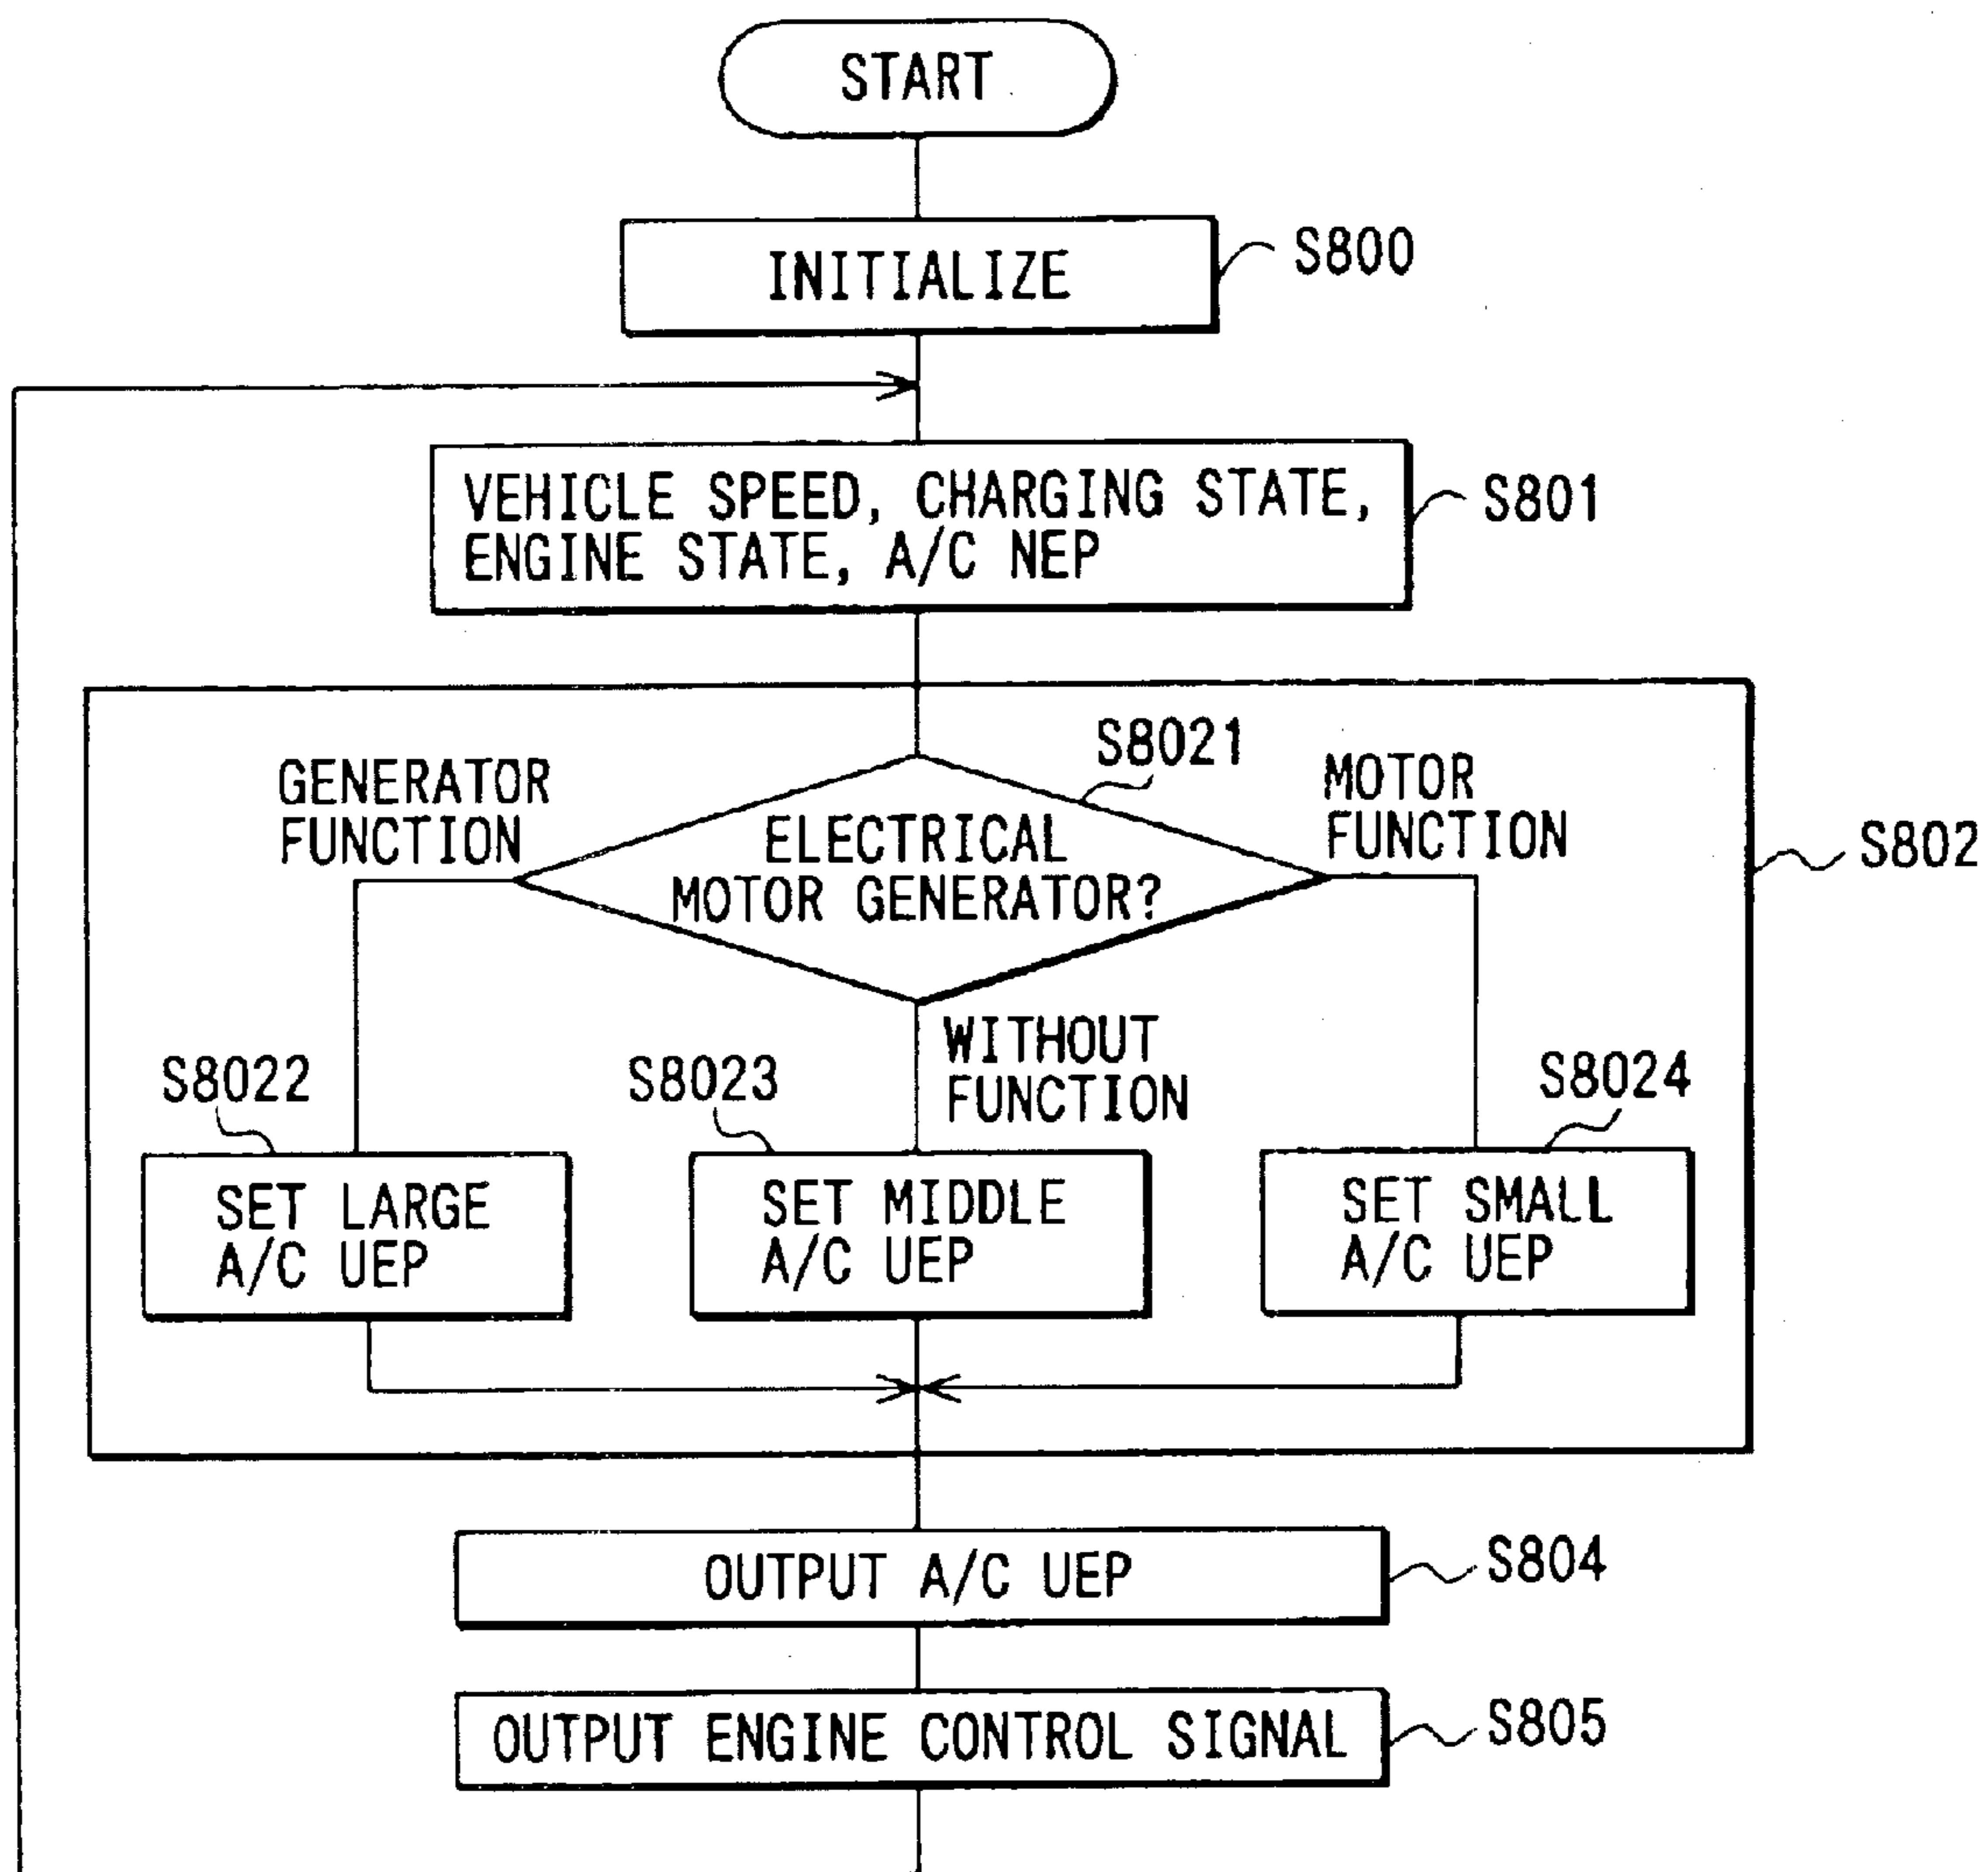 START
INITIALIZE
S800
VEHICLE SPEED, CHARGING STATE,
ENGINE STATE, A/C NEP
S801
S802
S8021
GENERATOR
FUNCTION
ELECTRICAL
MOTOR GENERATOR?
MOTOR
FUNCTION
WITHOUT
FUNCTION
S8022
SET LARGE
A/C UEP
S8023
SET MIDDLE
A/C UEP
S8024
SET SMALL
A/C UEP
OUTPUT A/C UEP
S804
OUTPUT ENGINE CONTROL SIGNAL
S805